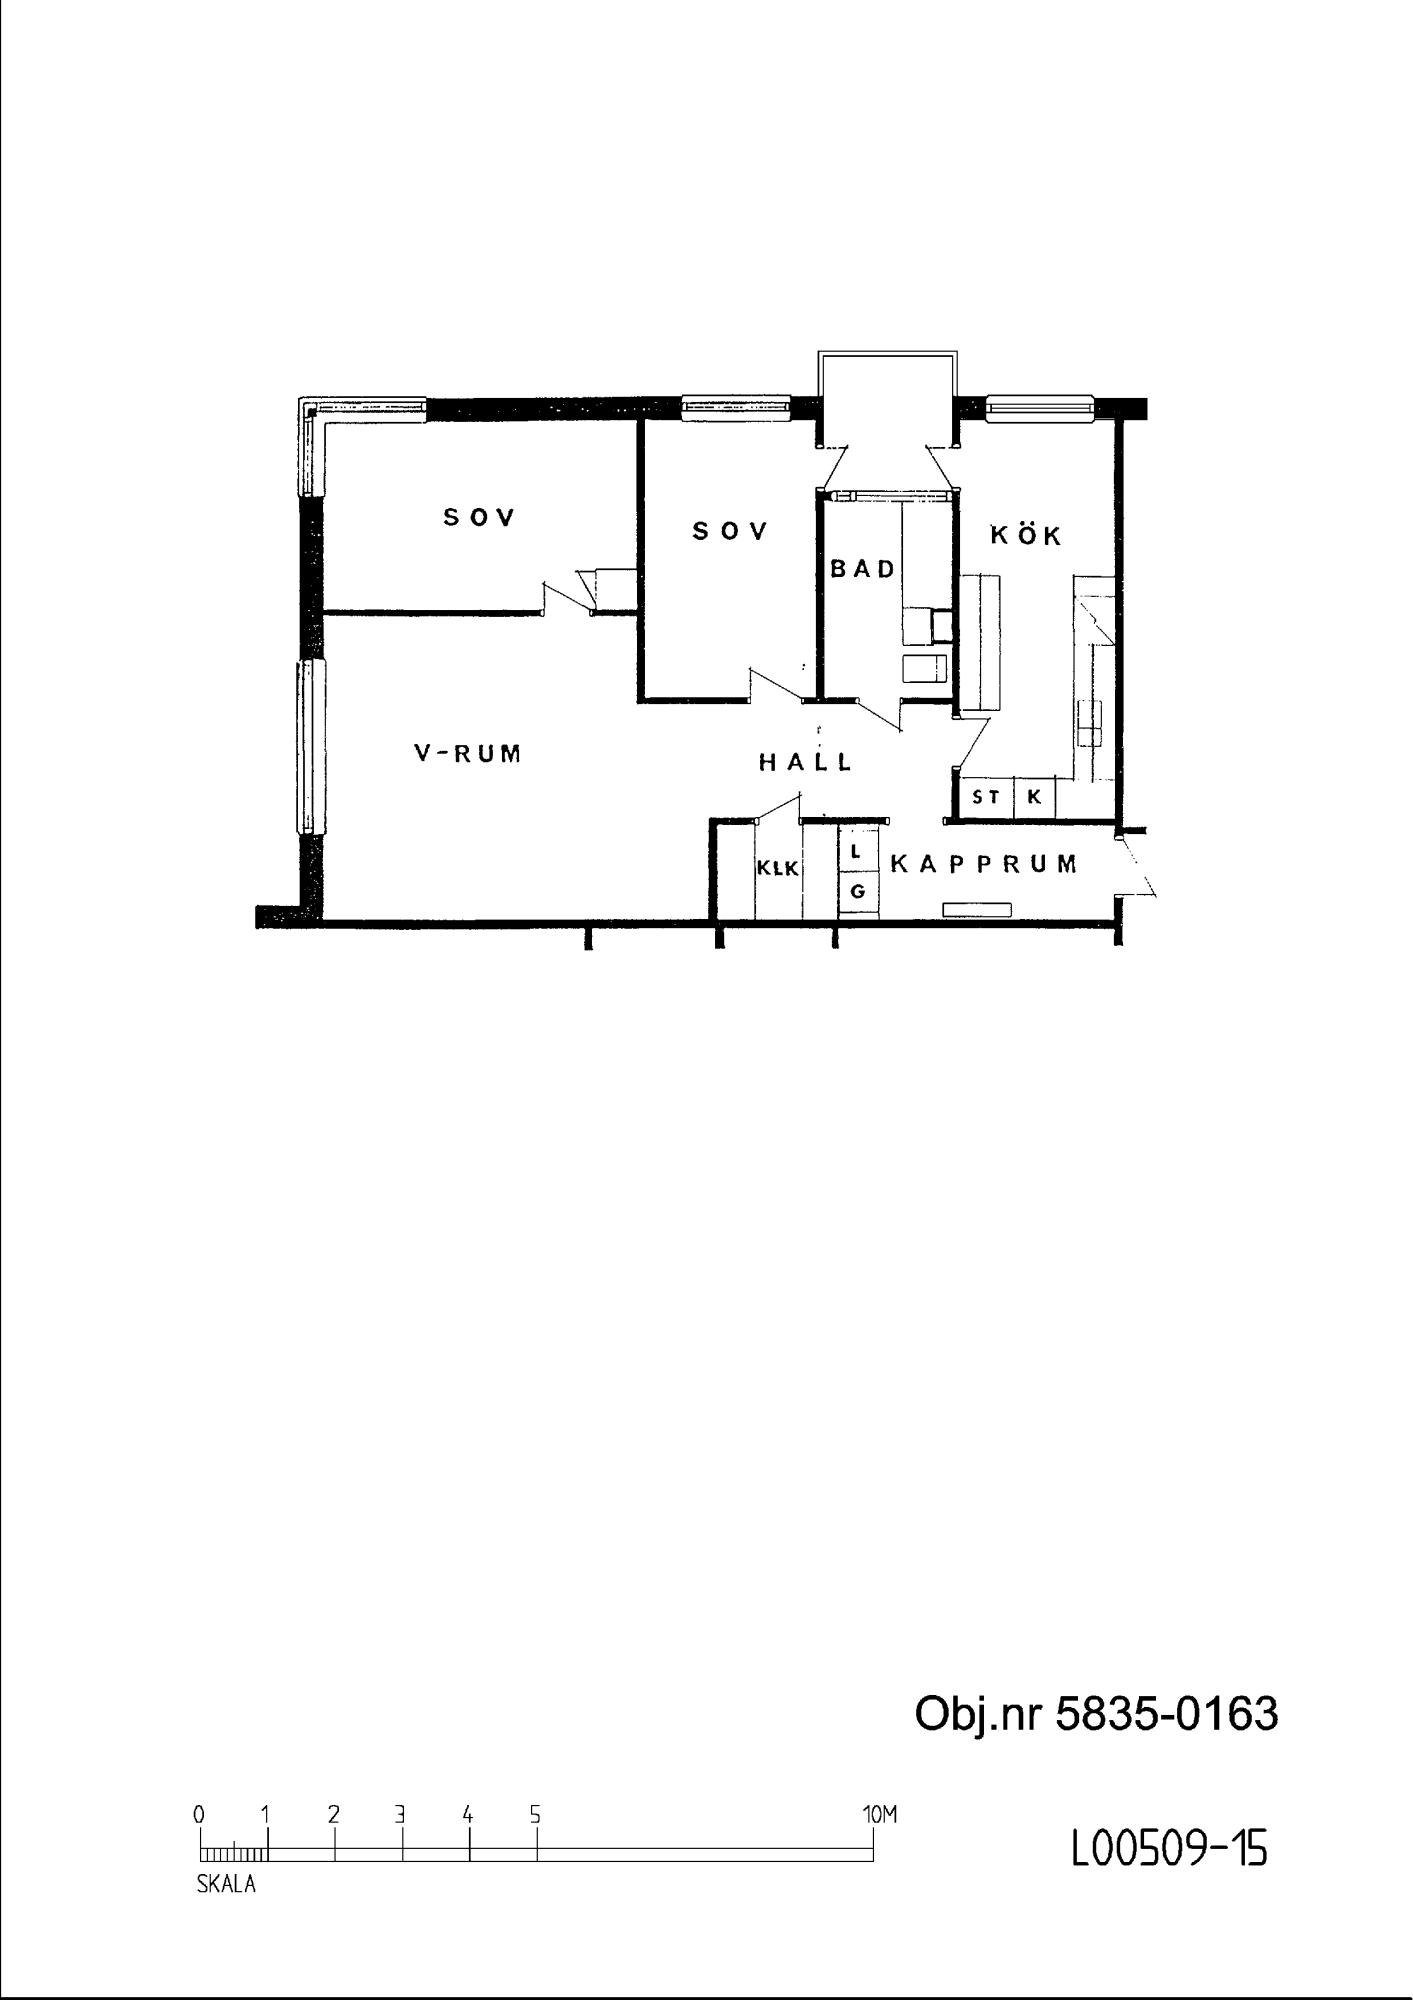 SOV
SOV
KÖK
BAD
V-RUM
HALL
ST K
L
KLK
KAPPRUM
G
Obj.nr 5835-0163
0 1 2 3 4 5 10M
SKALA
L00509-15